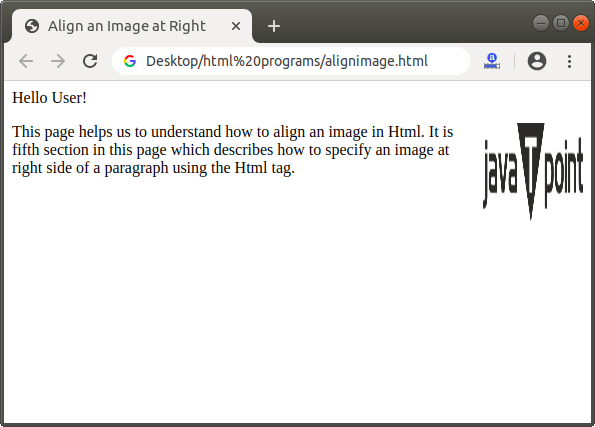 Align an Image at Right
Desktop/html%20programs/alignimage.html
Hello User!
This page helps us to understand how to align an image in Html. It is
fifth section in this page which describes how to specify an image at
right side of a paragraph using the Html tag.
java T point